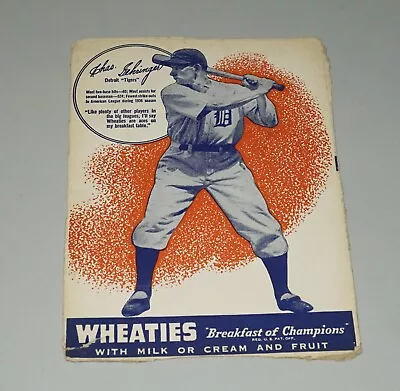 Chas. Gehringer
Detroit "Tigers"
Most two-base hits—60; Most assists for
second baseman—524; Fewest strike-outs
in American League during 1936 season
"Like plenty of other players in
the big leagues, I'll say
Wheaties are aces on
my breakfast table."
D
WHEATIES "Breakfast of Champions"
REG. U. S. PAT. OFF.
WITH MILK OR CREAM AND FRUIT